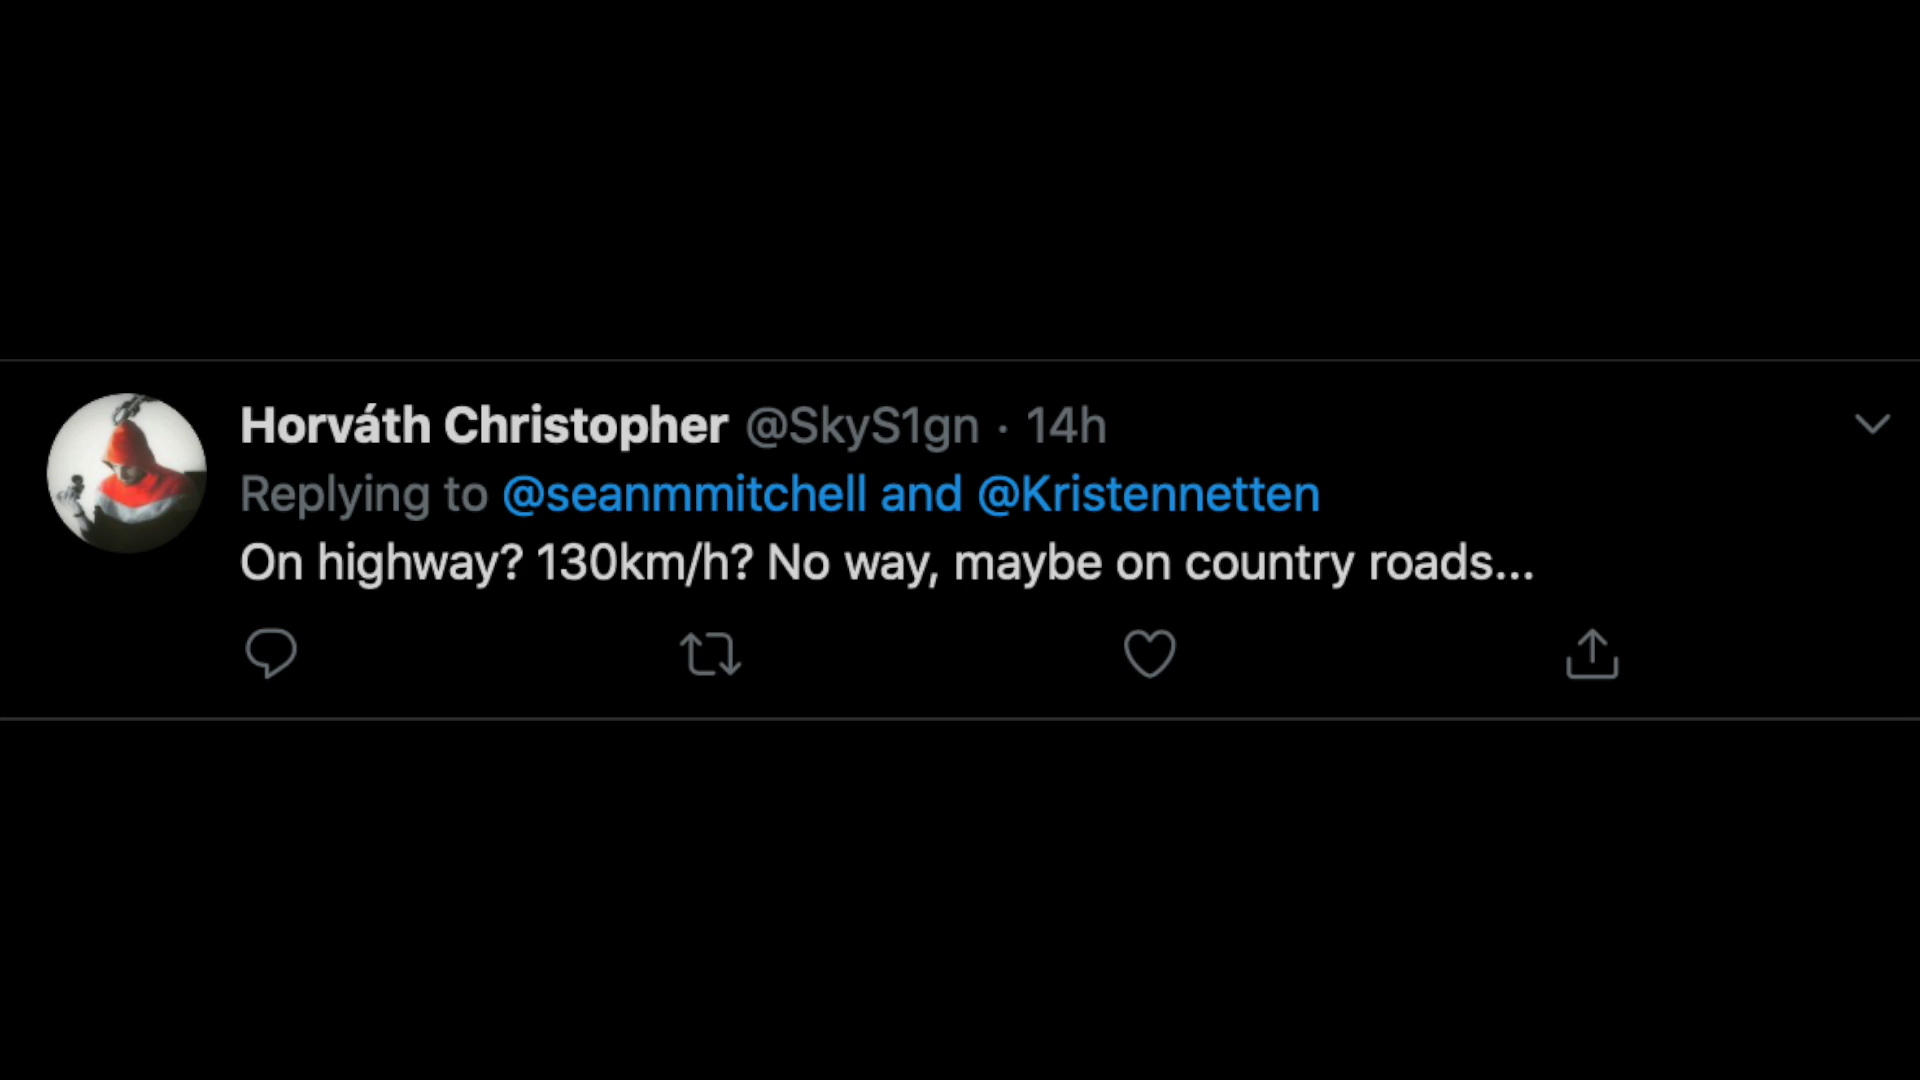 Horváth Christopher @SkyS1gn · 14h
Replying to @seanmmitchell and @Kristennetten
On highway? 130km/h? No way, maybe on country roads...